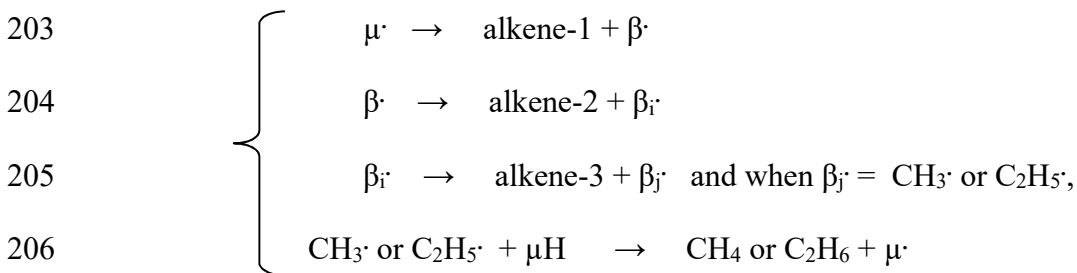 203 μ· → alkene-1 + β·
204 β· → alkene-2 + βᵢ·
205 βᵢ· → alkene-3 + βⱼ· and when βⱼ· = CH₃· or C₂H₅·,
206 CH₃· or C₂H₅· + μH → CH₄ or C₂H₆ + μ·